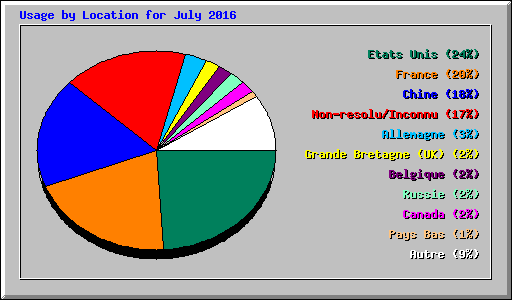 Usage by Location for July 2016
Etats Unis (24%)
France (20%)
Chine (18%)
Non-resolu/Inconnu (17%)
Allemagne (3%)
Grande Bretagne (UK) (2%)
Belgique (2%)
Russie (2%)
Canada (2%)
Pays Bas (1%)
Autre (9%)